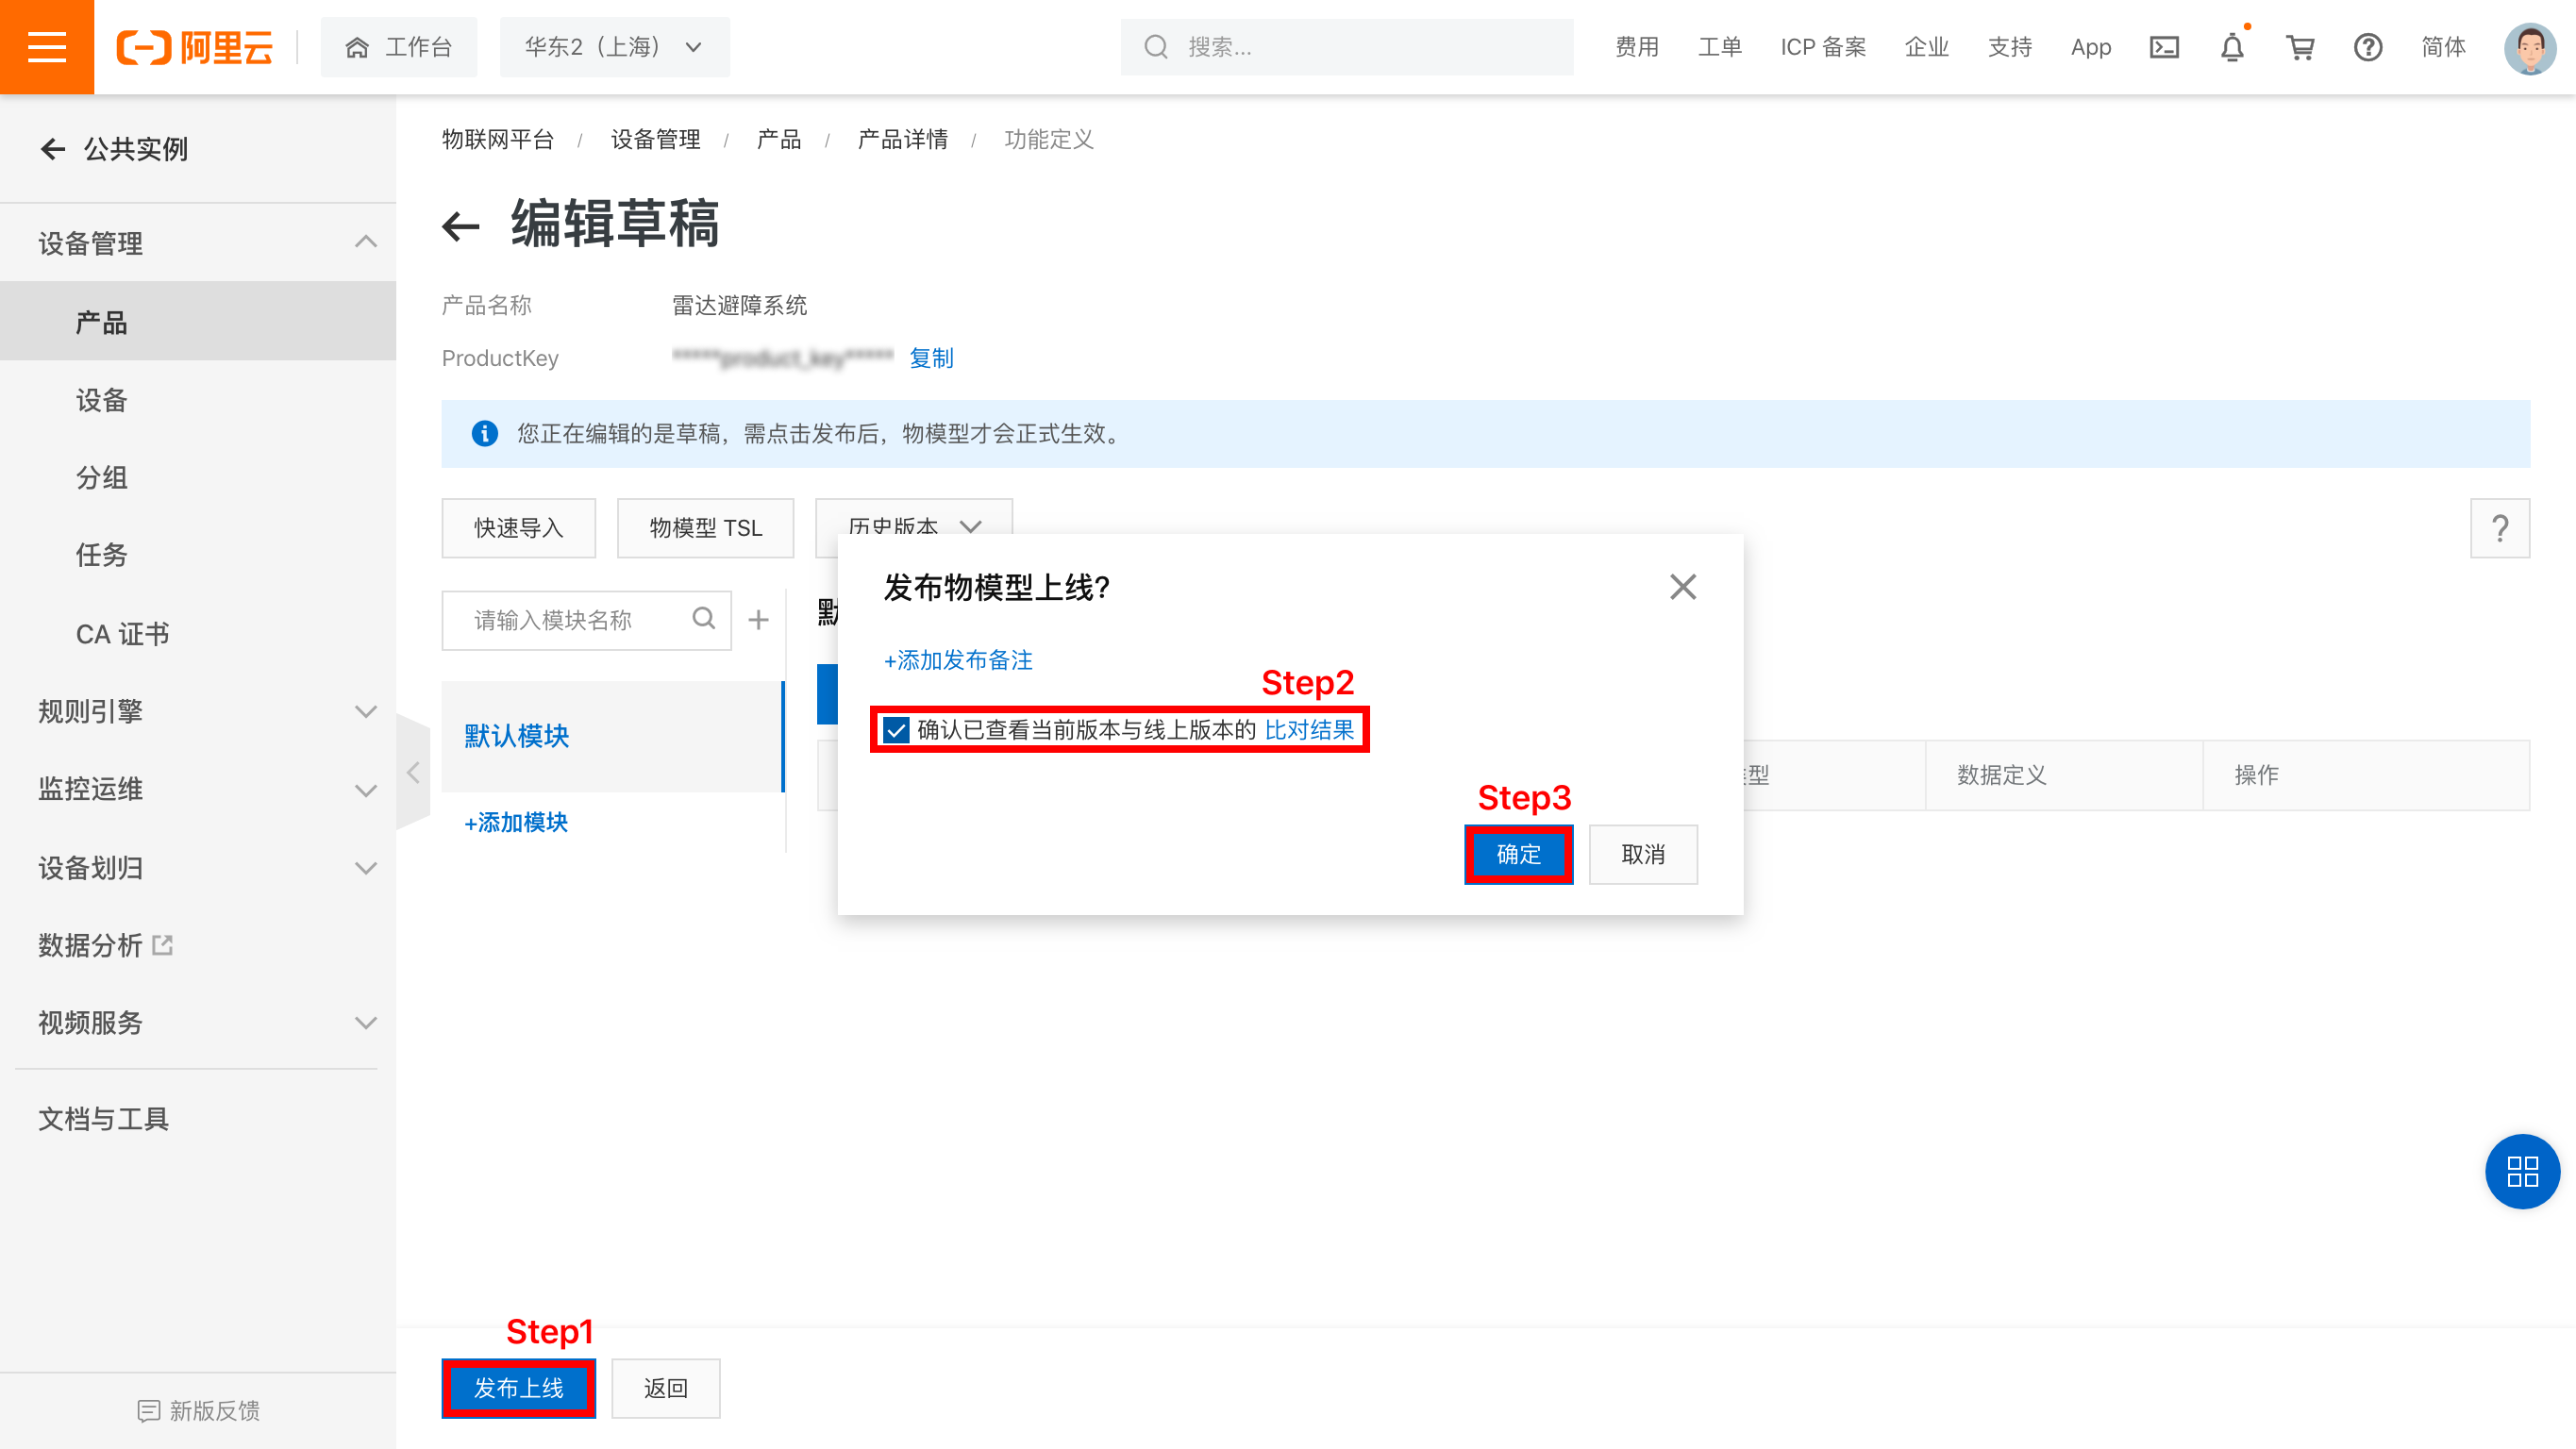 阿里云
工作台
华东2（上海）
搜索...
费用
工单
ICP 备案
企业
支持
App
简体
公共实例
设备管理
产品
设备
分组
任务
CA 证书
规则引擎
监控运维
设备划归
数据分析
视频服务
文档与工具
新版反馈
物联网平台 / 设备管理 / 产品 / 产品详情 / 功能定义
编辑草稿
产品名称 雷达避障系统
ProductKey *****product_key***** 复制
您正在编辑的是草稿，需点击发布后，物模型才会正式生效。
快速导入
物模型 TSL
历史版本
?
请输入模块名称
默认模块
+添加模块
默
发布物模型上线?
+添加发布备注
Step2
确认已查看当前版本与线上版本的 比对结果
型
数据定义
操作
Step3
确定
取消
Step1
发布上线
返回